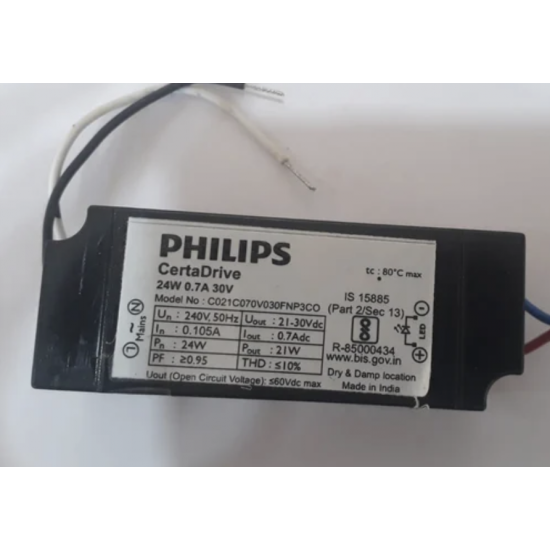 PHILIPS
CertaDrive
24W 0.7A 30V
Model No : C021C070V030FNP3CO
tc : 80°C max
N
~
Mains
L
Un : 240V, 50Hz
Uout : 21-30Vdc
In : 0.105A
Iout : 0.7Adc
Pn : 24W
Pout : 21W
PF : ≥0.95
THD : ≤10%
Uout (Open Circuit Voltage): ≤60Vdc max
IS 15885
(Part 2/Sec 13)
R-85000434
www.bis.gov.in
Dry & Damp location
Made in India
-
LED
+